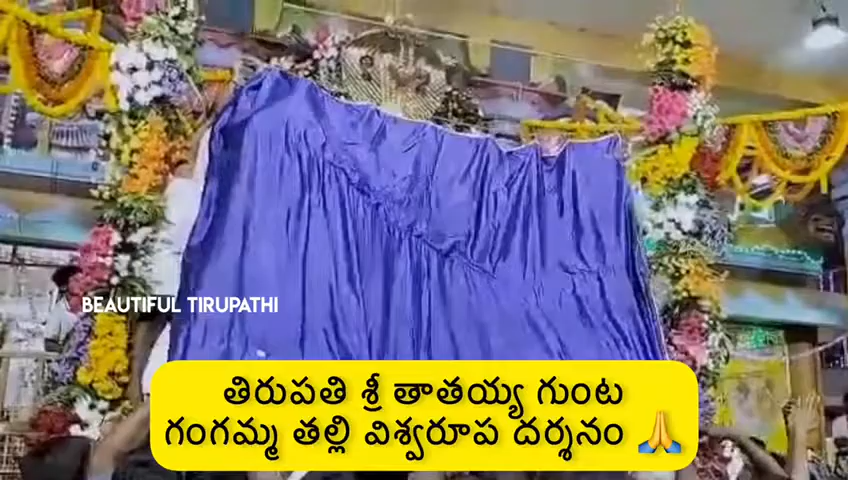 BEAUTIFUL TIRUPATHI
తిరుపతి శ్రీ తాతయ్య గుంట
గంగమ్మ తల్లి విశ్వరూప దర్శనం 🙏